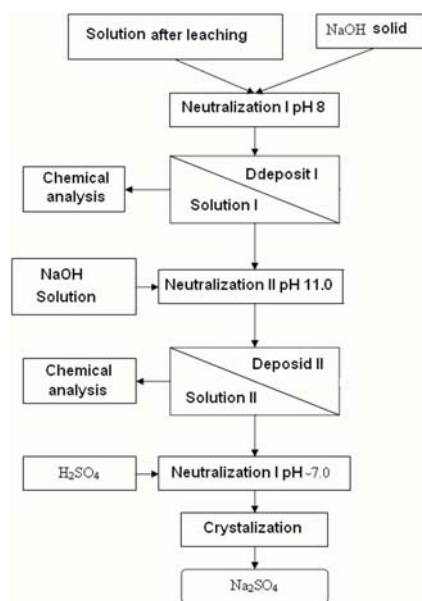 Solution after leaching
NaOH solid
Neutralization I pH 8
Ddeposit I
Chemical
analysis
Solution I
NaOH
Solution
Neutralization II pH 11.0
Deposid II
Chemical
analysis
Solution II
H₂SO₄
Neutralization I pH ~7.0
Crystalization
Na₂SO₄